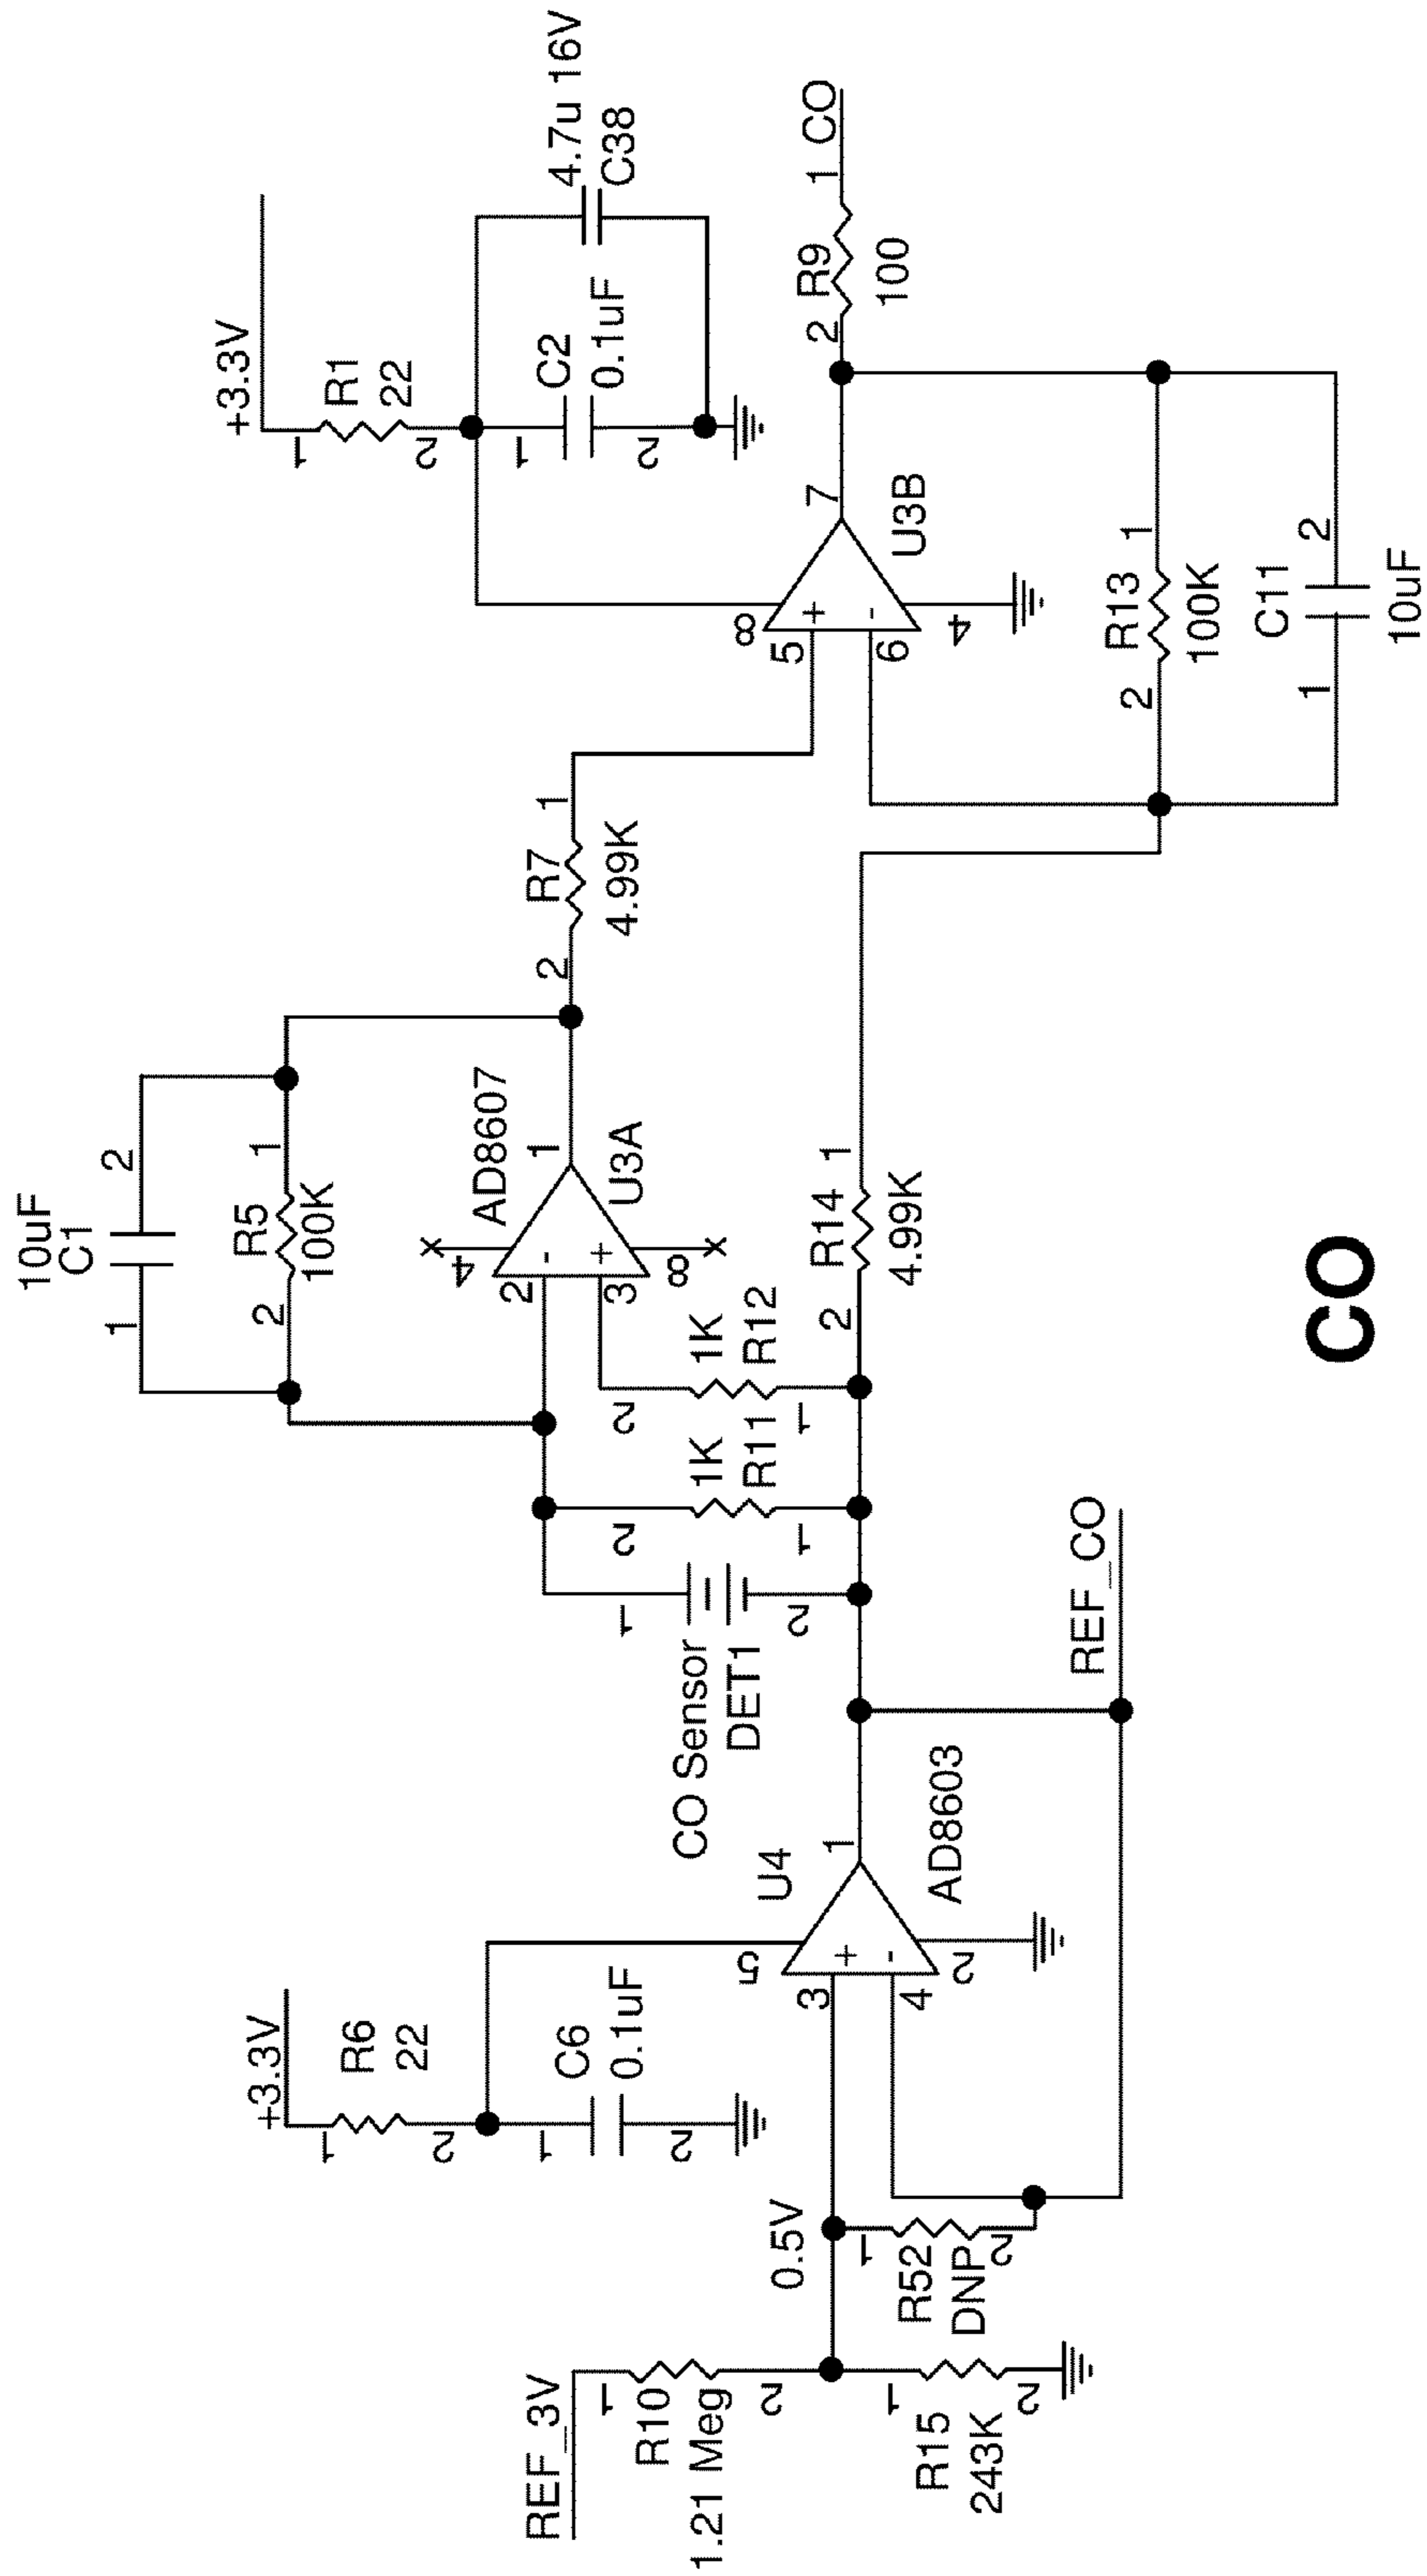 REF_3V
1
R10
1.21 Meg
2
1
R15
243K
2
0.5V
1
R52
DNP
2
+3.3V
1
R6
22
2
1
C6
0.1uF
2
5
U4
3
+
-
4
2
1
AD8603
REF_CO
CO Sensor
DET1
1
2
1K
R11
2
1
1K
R12
2
1
10uF
C1
1
2
R5
100K
2
1
AD8607
4
2
-
+
3
8
1
U3A
2
R7
4.99K
1
2
R14
4.99K
1
+3.3V
1
R1
22
2
1
C2
0.1uF
2
4.7u 16V
C38
8
5
+
-
6
4
7
U3B
2
R9
100
1
CO
2
R13
100K
1
1
C11
10uF
2
CO